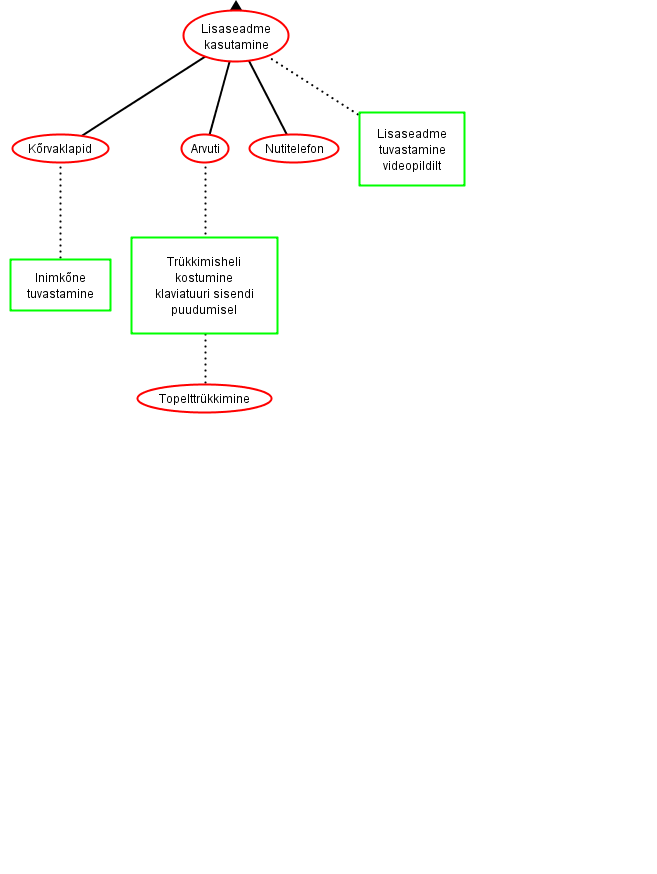 Lisaseadme
kasutamine
Kõrvaklapid
Arvuti
Nutitelefon
Lisaseadme
tuvastamine
videopildilt
Inimkõne
tuvastamine
Trükkimisheli
kostumine
klaviatuuri sisendi
puudumisel
Topelttrükkimine